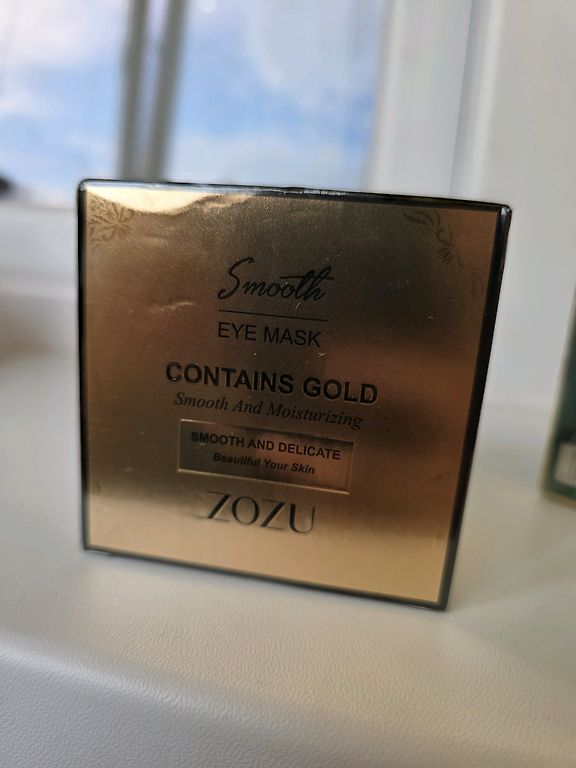 Smooth
EYE MASK
CONTAINS GOLD
Smooth And Moisturizing
SMOOTH AND DELICATE
Beautiful Your Skin
ZOZU